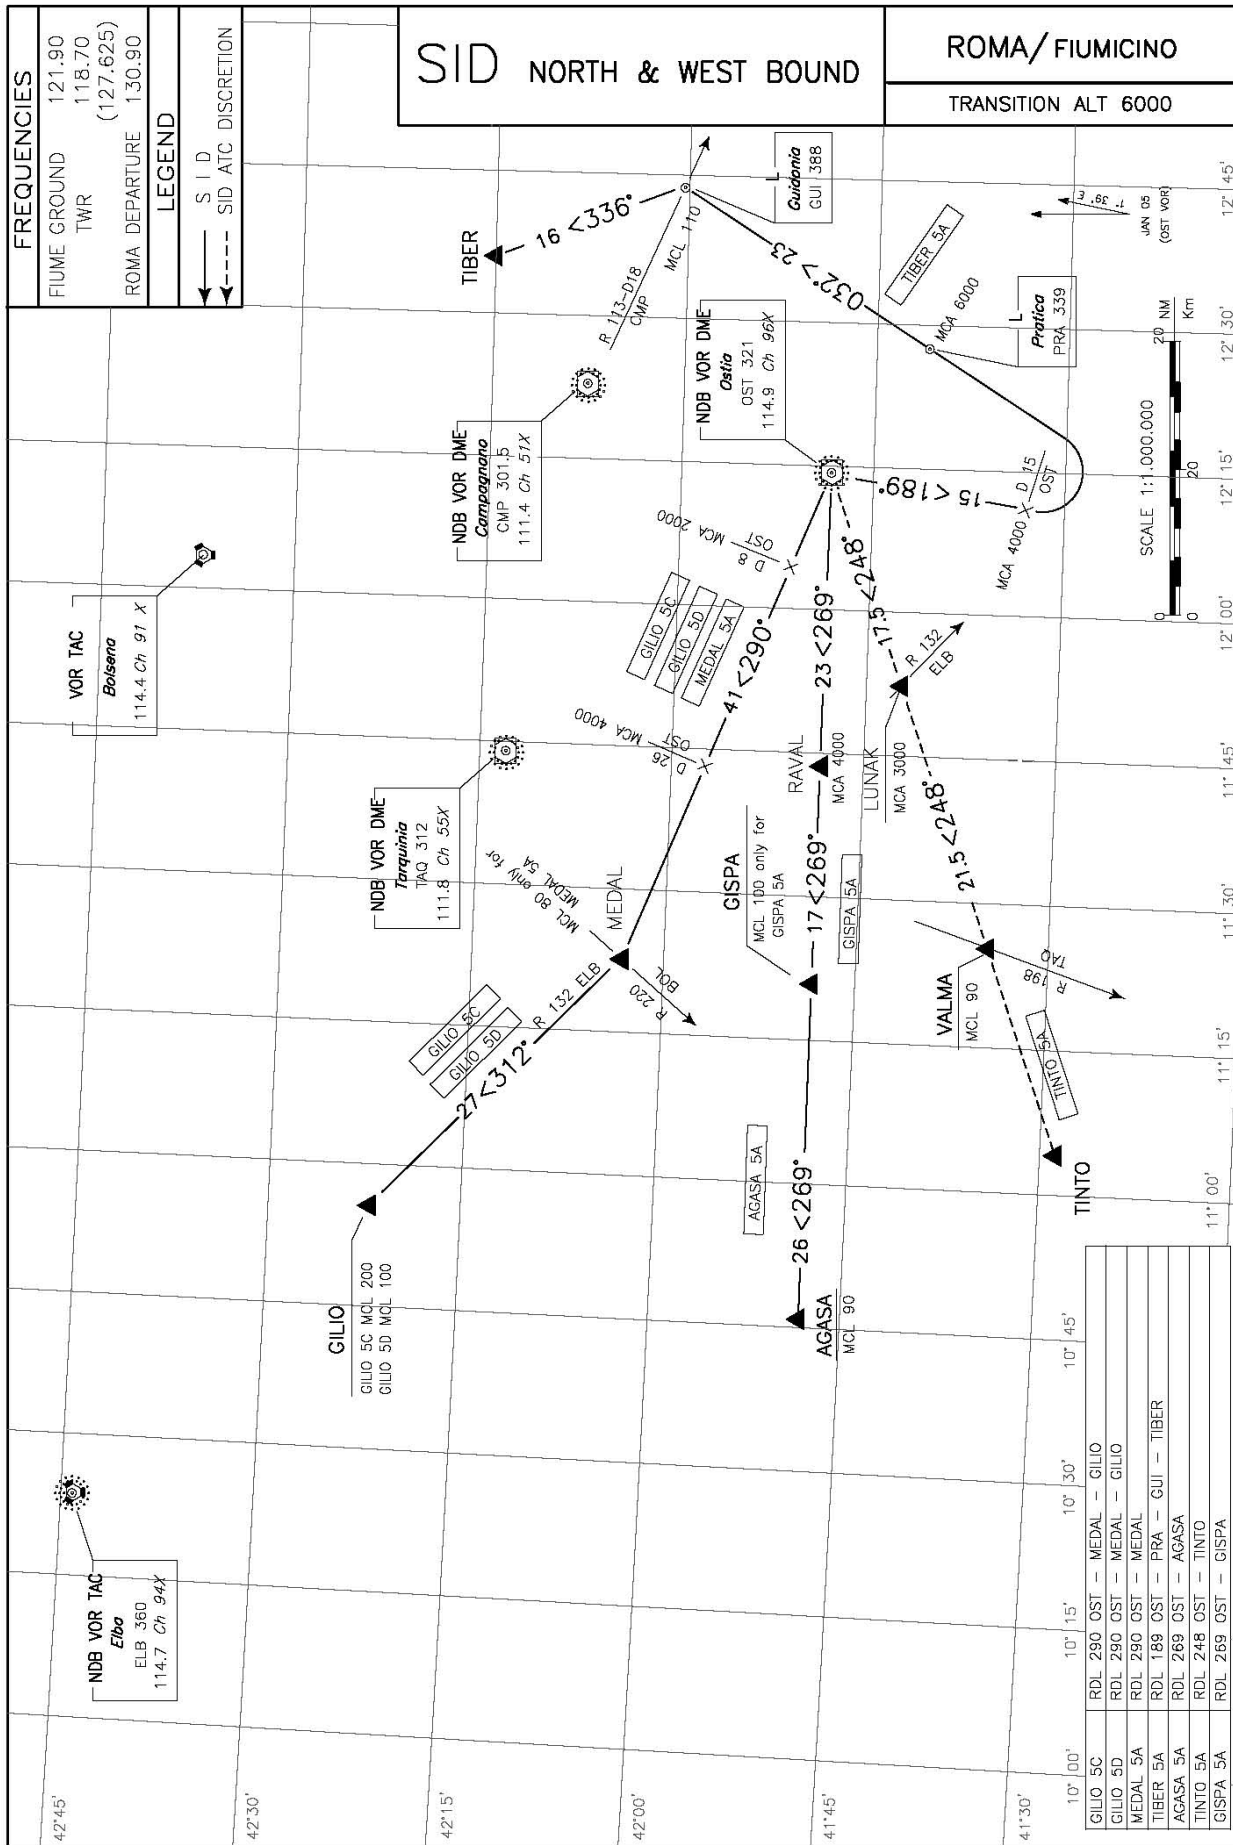 FREQUENCIES
FIUME GROUND 121.90
TWR 118.70
(127.625)
ROMA DEPARTURE 130.90
LEGEND
S I D
SID ATC DISCRETION
SID NORTH & WEST BOUND
ROMA/FIUMICINO
TRANSITION ALT 6000
TIBER
16 <336°
R 113-D18
CMP
MCL 110
L
Guidonia
GUI 388
032° > 23
TIBER 5A
MCA 6000
L
Pratica
PRA 339
1° 39' E
JAN 05
(OST VOR)
NDB VOR DME
Campagnano
CMP 301.5
111.4 Ch 51X
NDB VOR DME
Ostia
OST 321
114.9 Ch 96X
VOR TAC
Bolsena
114.4 Ch 91 X
NDB VOR DME
Tarquinia
TAQ 312
111.8 Ch 55X
NDB VOR TAC
Elba
ELB 360
114.7 Ch 94X
D 8
OST
MCA 2000
GILIO 5C
GILIO 5D
MEDAL 5A
41 <290°
D 26
OST
MCA 4000
15 <189°
D 15
OST
MCA 4000
23 <269°
17.5 <248°
RAVAL
MCA 4000
LUNAK
MCA 3000
R 132
ELB
MCL 80 only for
MEDAL 5A
MEDAL
R 220
BOL
R 132 ELB
GILIO 5C
GILIO 5D
27 <312°
GISPA
MCL 100 only for
GISPA 5A
17 <269°
GISPA 5A
21.5 <248°
VALMA
MCL 90
R 198
TAQ
TINTO 5A
TINTO
AGASA 5A
26 <269°
AGASA
MCL 90
GILIO
GILIO 5C MCL 200
GILIO 5D MCL 100
SCALE 1:1.000.000
0 20 NM
0 20 Km
42°45'
42°30'
42°15'
42°00'
41°45'
41°30'
10° 00'
10° 15'
10° 30'
10° 45'
11° 00'
11° 15'
11° 30'
11° 45'
12° 00'
12° 15'
12° 30'
12° 45'
GILIO 5C RDL 290 OST – MEDAL – GILIO
GILIO 5D RDL 290 OST – MEDAL – GILIO
MEDAL 5A RDL 290 OST – MEDAL
TIBER 5A RDL 189 OST – PRA – GUI – TIBER
AGASA 5A RDL 269 OST – AGASA
TINTO 5A RDL 248 OST – TINTO
GISPA 5A RDL 269 OST – GISPA